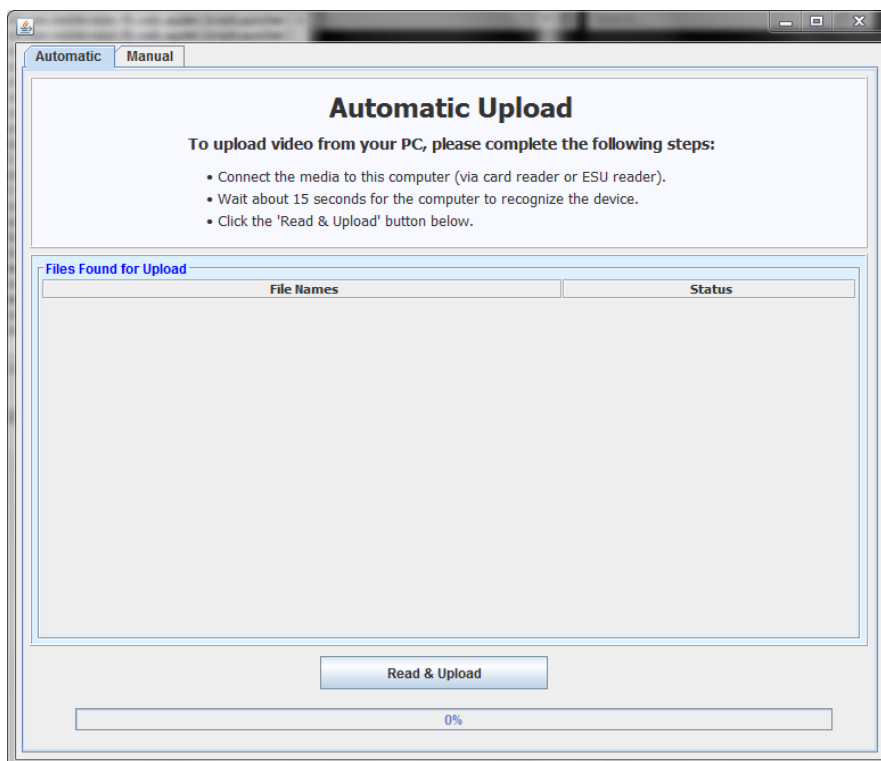 Automatic Manual
Automatic Upload
To upload video from your PC, please complete the following steps:
• Connect the media to this computer (via card reader or ESU reader).
• Wait about 15 seconds for the computer to recognize the device.
• Click the 'Read & Upload' button below.
Files Found for Upload
File Names Status
Read & Upload
0%